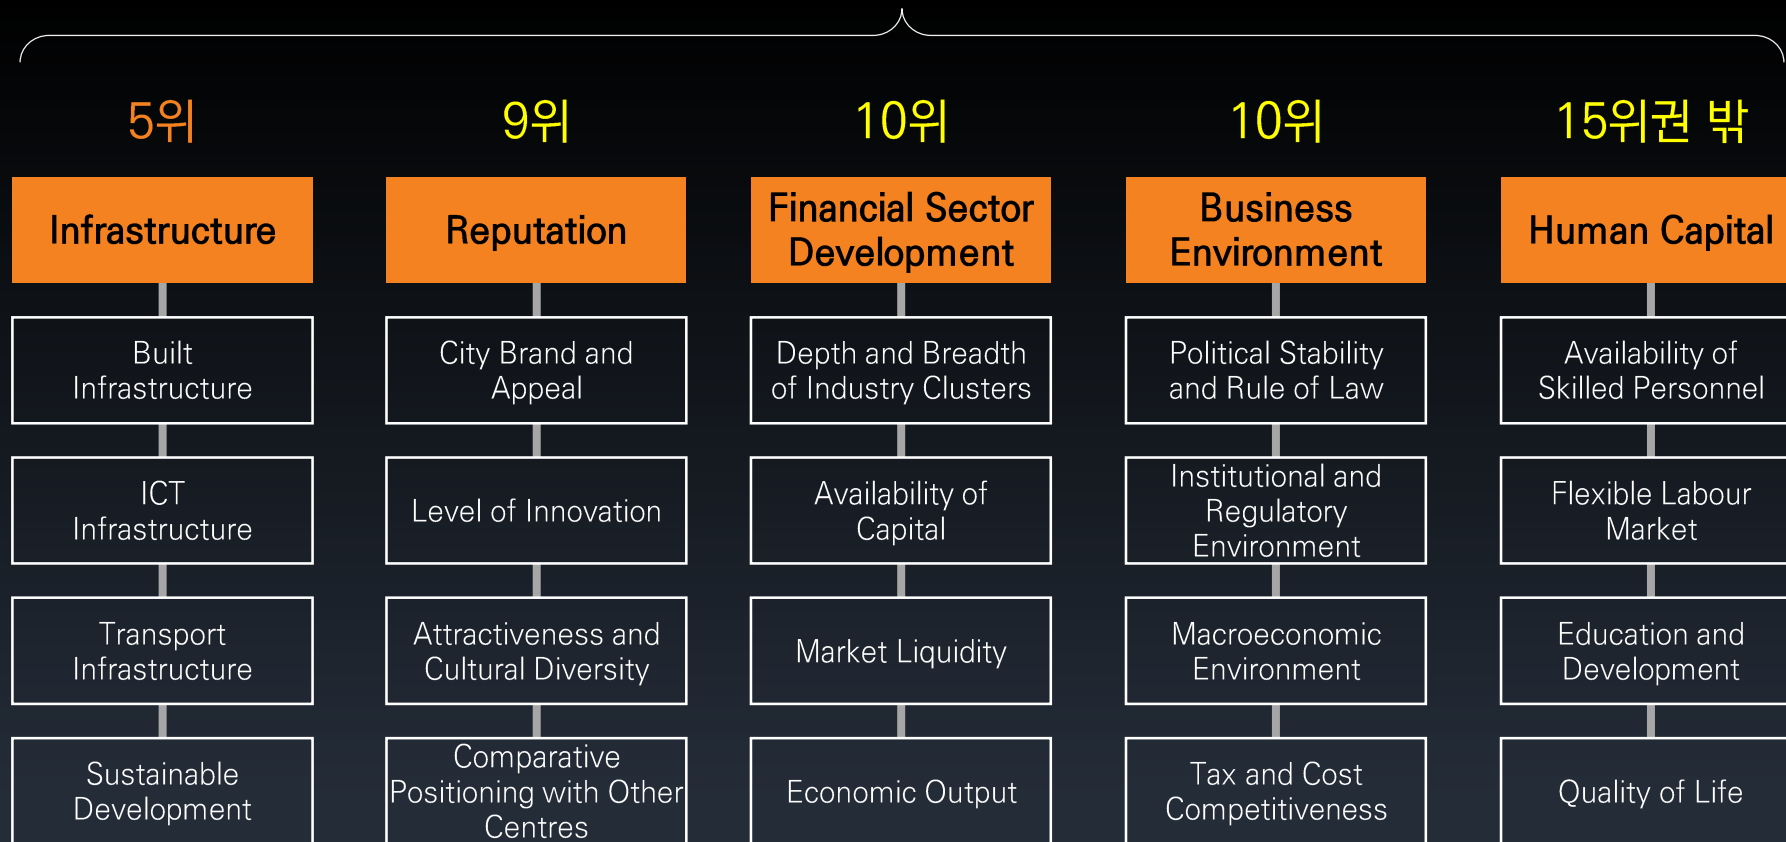 5위
9위
10위
10위
15위권 밖
Infrastructure
Reputation
Financial Sector
Development
Business
Environment
Human Capital
Built
Infrastructure
City Brand and
Appeal
Depth and Breadth
of Industry Clusters
Political Stability
and Rule of Law
Availability of
Skilled Personnel
ICT
Infrastructure
Level of Innovation
Availability of
Capital
Institutional and
Regulatory
Environment
Flexible Labour
Market
Transport
Infrastructure
Attractiveness and
Cultural Diversity
Market Liquidity
Macroeconomic
Environment
Education and
Development
Sustainable
Development
Comparative
Positioning with Other
Centres
Economic Output
Tax and Cost
Competitiveness
Quality of Life